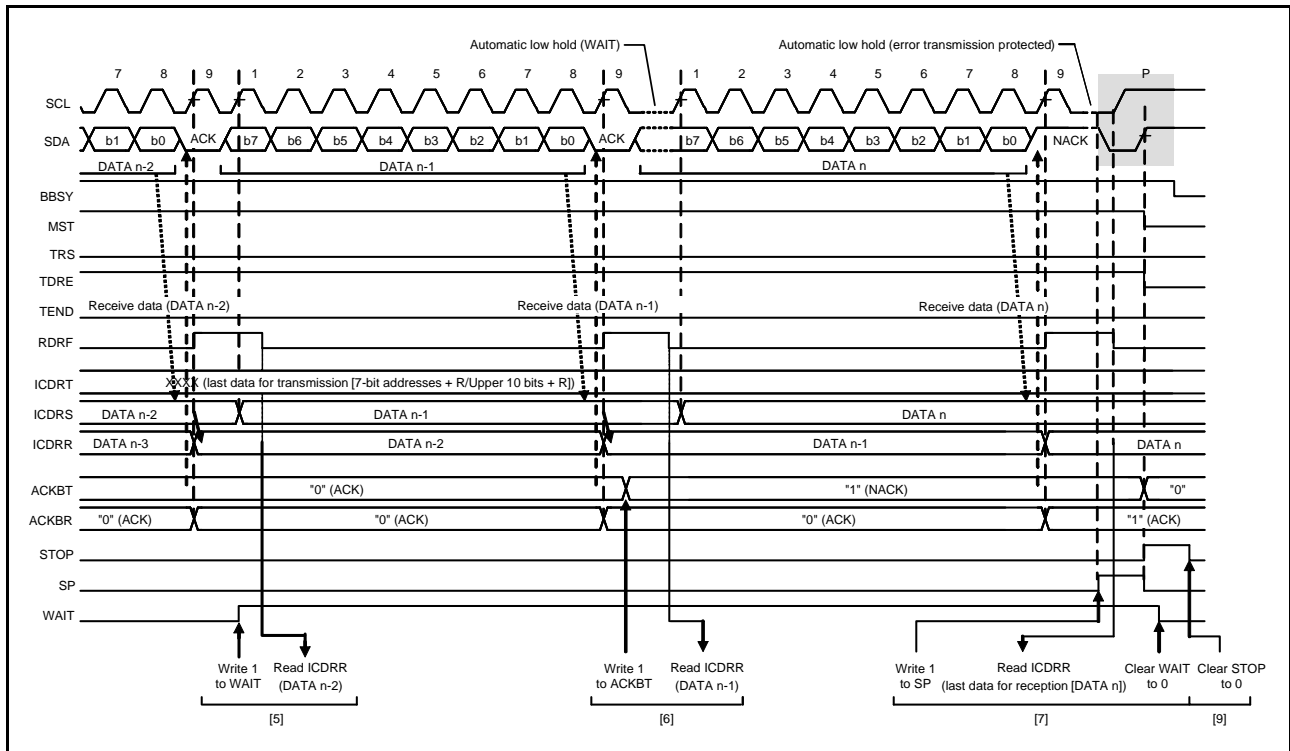 Automatic low hold (WAIT)
Automatic low hold (error transmission protected)
7 8 9 1 2 3 4 5 6 7 8 9 1 2 3 4 5 6 7 8 9 P
SCL
SDA b1 b0 ACK b7 b6 b5 b4 b3 b2 b1 b0 ACK b7 b6 b5 b4 b3 b2 b1 b0 NACK
DATA n-2 DATA n-1 DATA n
BBSY
MST
TRS
TDRE
TEND Receive data (DATA n-2) Receive data (DATA n-1) Receive data (DATA n)
RDRF
ICDRT XXXX (last data for transmission [7-bit addresses + R/Upper 10 bits + R])
ICDRS DATA n-2 DATA n-1 DATA n
ICDRR DATA n-3 DATA n-2 DATA n-1 DATA n
ACKBT "0" (ACK) "1" (NACK) "0"
ACKBR "0" (ACK) "0" (ACK) "0" (ACK) "1" (ACK)
STOP
SP
WAIT
Write 1
to WAIT
Read ICDRR
(DATA n-2)
Write 1
to ACKBT
Read ICDRR
(DATA n-1)
Write 1
to SP
Read ICDRR
(last data for reception [DATA n])
Clear WAIT
to 0
Clear STOP
to 0
[5] [6] [7] [9]